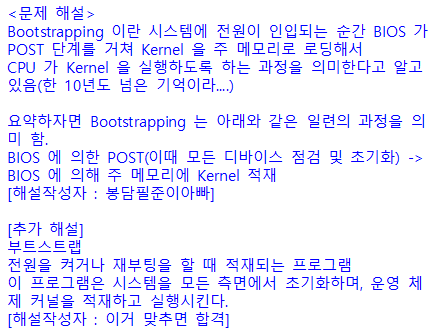 <문제 해설>
Bootstrapping 이란 시스템에 전원이 인입되는 순간 BIOS 가
POST 단계를 거쳐 Kernel 을 주 메모리로 로딩해서
CPU 가 Kernel 을 실행하도록 하는 과정을 의미한다고 알고
있음(한 10년도 넘은 기억이라....)

요약하자면 Bootstrapping 는 아래와 같은 일련의 과정을 의
미 함.
BIOS 에 의한 POST(이때 모든 디바이스 점검 및 초기화) ->
BIOS 에 의해 주 메모리에 Kernel 적재
[해설작성자 : 봉담필준이아빠]

[추가 해설]
부트스트랩
전원을 켜거나 재부팅을 할 때 적재되는 프로그램
이 프로그램은 시스템을 모든 측면에서 초기화하며, 운영 체
제 커널을 적재하고 실행시킨다.
[해설작성자 : 이거 맞추면 합격]